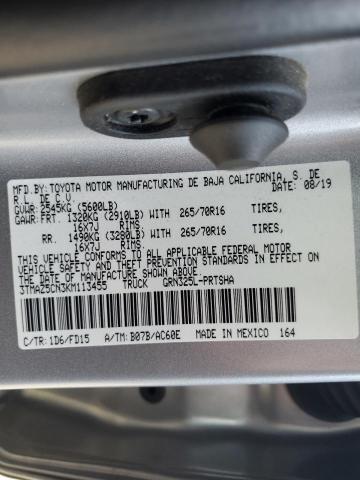 MFD.BY:TOYOTA MOTOR MANUFACTURING DE BAJA CALIFORNIA, S. DE
R.L. DE C.V. DATE: 08/19
GVWR:2545KG (5600LB)
GAWR:FRT. 1320KG (2910LB) WITH 265/70R16 TIRES,
16X7J RIMS.
RR. 1490KG (3280LB) WITH 265/70R16 TIRES,
16X7J RIMS.
THIS VEHICLE CONFORMS TO ALL APPLICABLE FEDERAL MOTOR
VEHICLE SAFETY AND THEFT PREVENTION STANDARDS IN EFFECT ON
THE DATE OF MANUFACTURE SHOWN ABOVE.
3TMAZ5CN3KM113455 TRUCK GRN325L-PRTSHA
C/TR:1D6/FD15 A/TM: B07B/AC60E MADE IN MEXICO 164